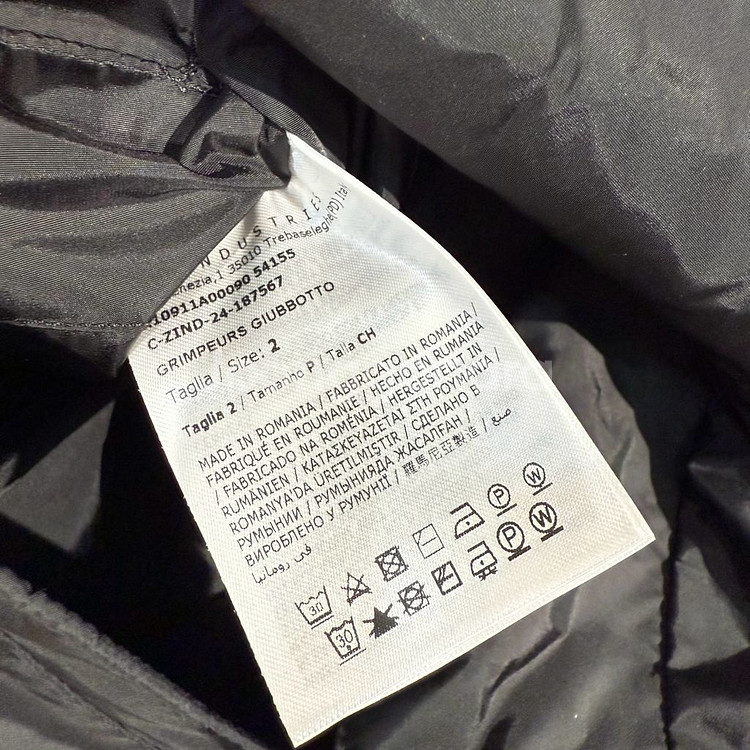 NDUSTRIES
nezia,1 35010 Trebaseleghe(PD) Italy
10911A00090 54155
C-ZIND-24-187567
GRIMPEURS GIUBBOTTO
Taglia / Size: 2
Taglia 2 / Tamanho P / Talla CH
MADE IN ROMANIA / FABBRICATO IN ROMANIA /
FABRIQUÉ EN ROUMANIE / HECHO EN RUMANIA
/ FABRICADO NA ROMÉNIA / HERGESTELLT IN
RUMÄNIEN / ΚΑΤΑΣΚΕΥΑΖΕΤΑΙ ΣΤΗ ΡΟΥΜΑΝΙΑ /
ROMANYA'DA ÜRETILMIŞTIR / СДЕЛАНО В
РУМЫНИИ / РУМЫНИЯДА ЖАСАЛҒАН /
ВИРОБЛЕНО У РУМУНІЇ / 羅馬尼亞製造 / صنع
في رومانيا
30 P W
30 P W